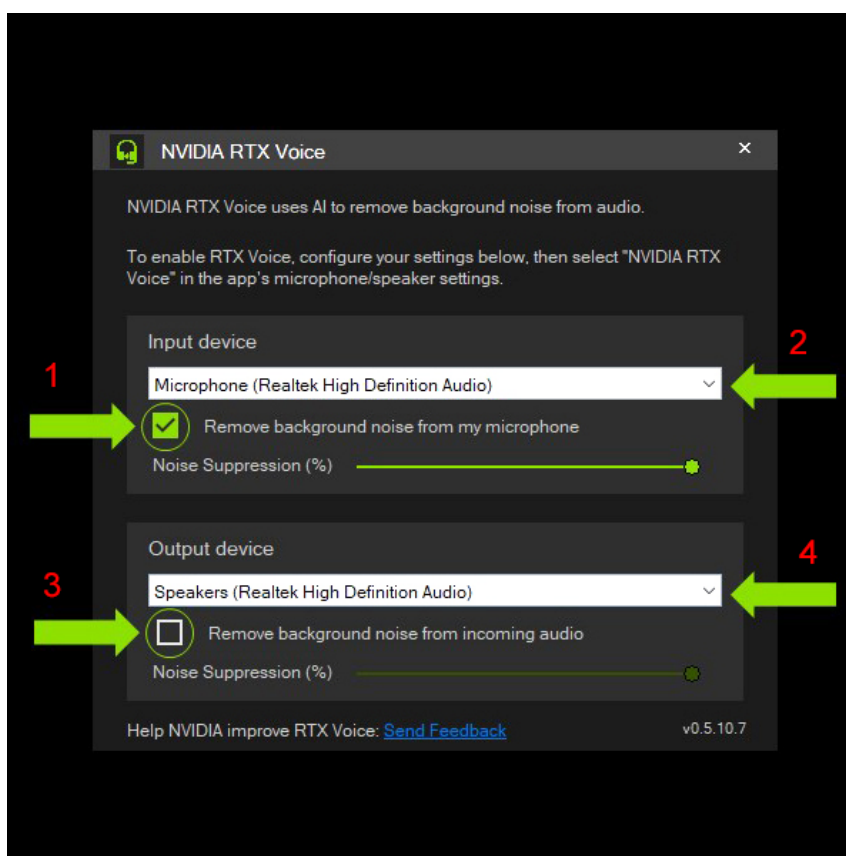 NVIDIA RTX Voice
NVIDIA RTX Voice uses AI to remove background noise from audio.
To enable RTX Voice, configure your settings below, then select "NVIDIA RTX
Voice" in the app's microphone/speaker settings.
Input device
2
1
Microphone (Realtek High Definition Audio)
Remove background noise from my microphone
Noise Suppression (%)
Output device
4
3
Speakers (Realtek High Definition Audio)
Remove background noise from incoming audio
Noise Suppression (%)
Help NVIDIA improve RTX Voice: Send Feedback
v0.5.10.7